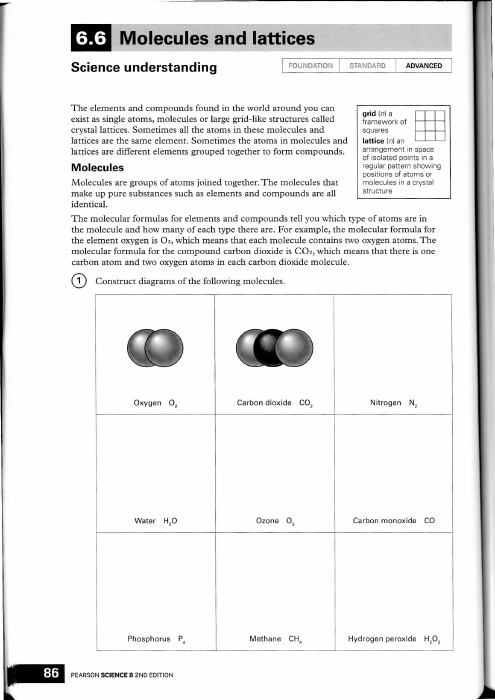 6.6 Molecules and lattices
Science understanding
FOUNDATION STANDARD ADVANCED
The elements and compounds found in the world around you can
exist as single atoms, molecules or large grid-like structures called
crystal lattices. Sometimes all the atoms in these molecules and
lattices are the same element. Sometimes the atoms in molecules and
lattices are different elements grouped together to form compounds.
grid (n) a
framework of
squares
lattice (n) an
arrangement in space
of isolated points in a
regular pattern showing
positions of atoms or
molecules in a crystal
structure
Molecules
Molecules are groups of atoms joined together. The molecules that
make up pure substances such as elements and compounds are all
identical.
The molecular formulas for elements and compounds tell you which type of atoms are in
the molecule and how many of each type there are. For example, the molecular formula for
the element oxygen is O₂, which means that each molecule contains two oxygen atoms. The
molecular formula for the compound carbon dioxide is CO₂, which means that there is one
carbon atom and two oxygen atoms in each carbon dioxide molecule.
1 Construct diagrams of the following molecules.
Oxygen O₂
Carbon dioxide CO₂
Nitrogen N₂
Water H₂O
Ozone O₃
Carbon monoxide CO
Phosphorus P₄
Methane CH₄
Hydrogen peroxide H₂O₂
86 PEARSON SCIENCE 8 2ND EDITION